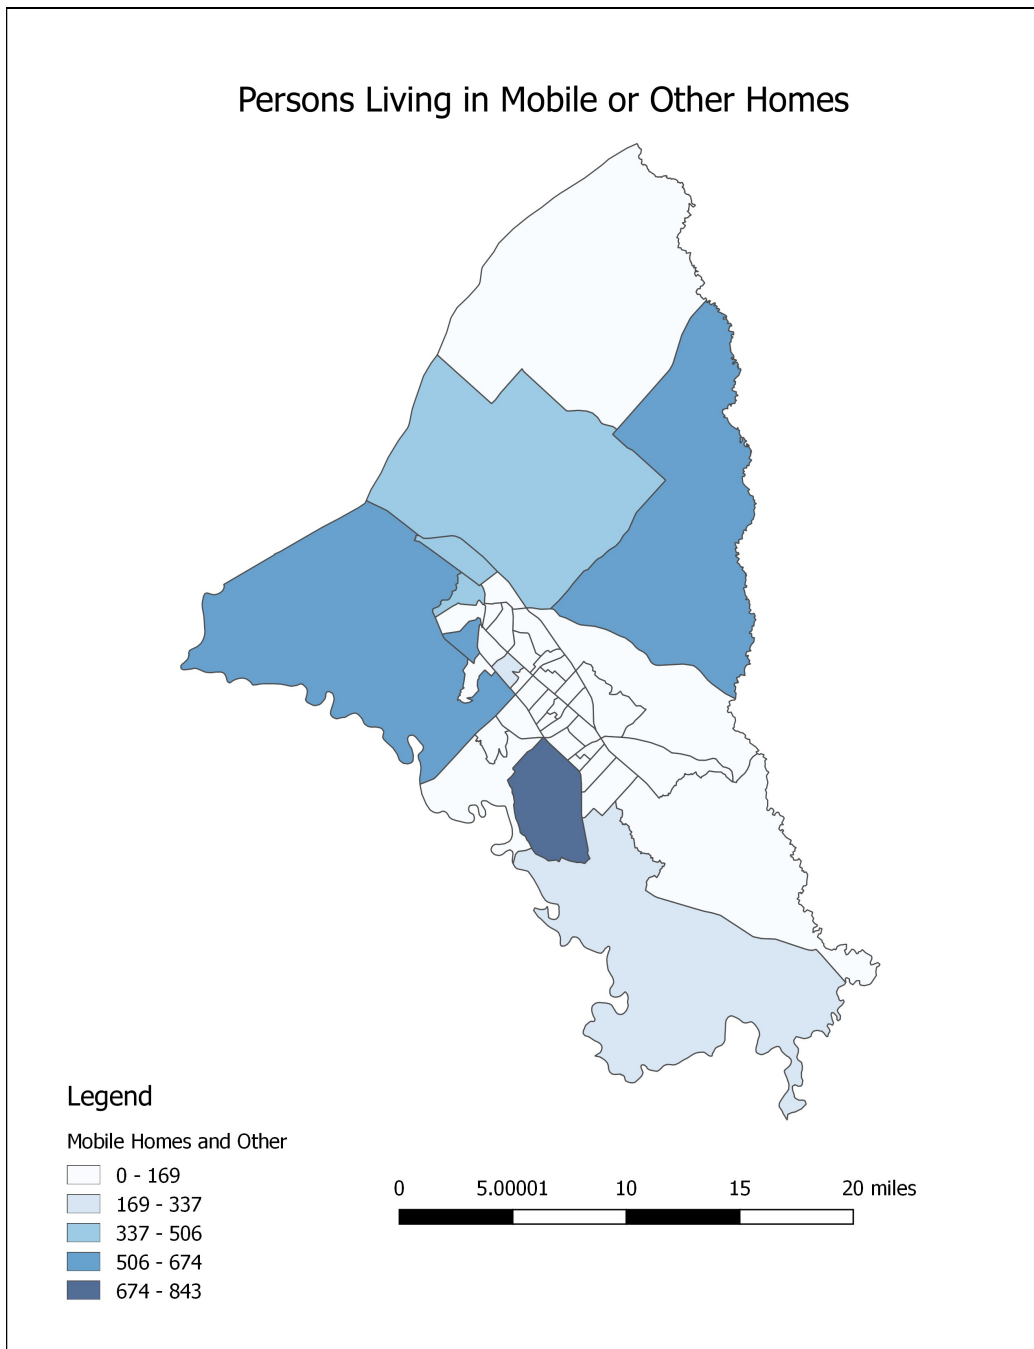 Persons Living in Mobile or Other Homes
Legend
Mobile Homes and Other
0 - 169
169 - 337
337 - 506
506 - 674
674 - 843
0 5.00001 10 15 20 miles